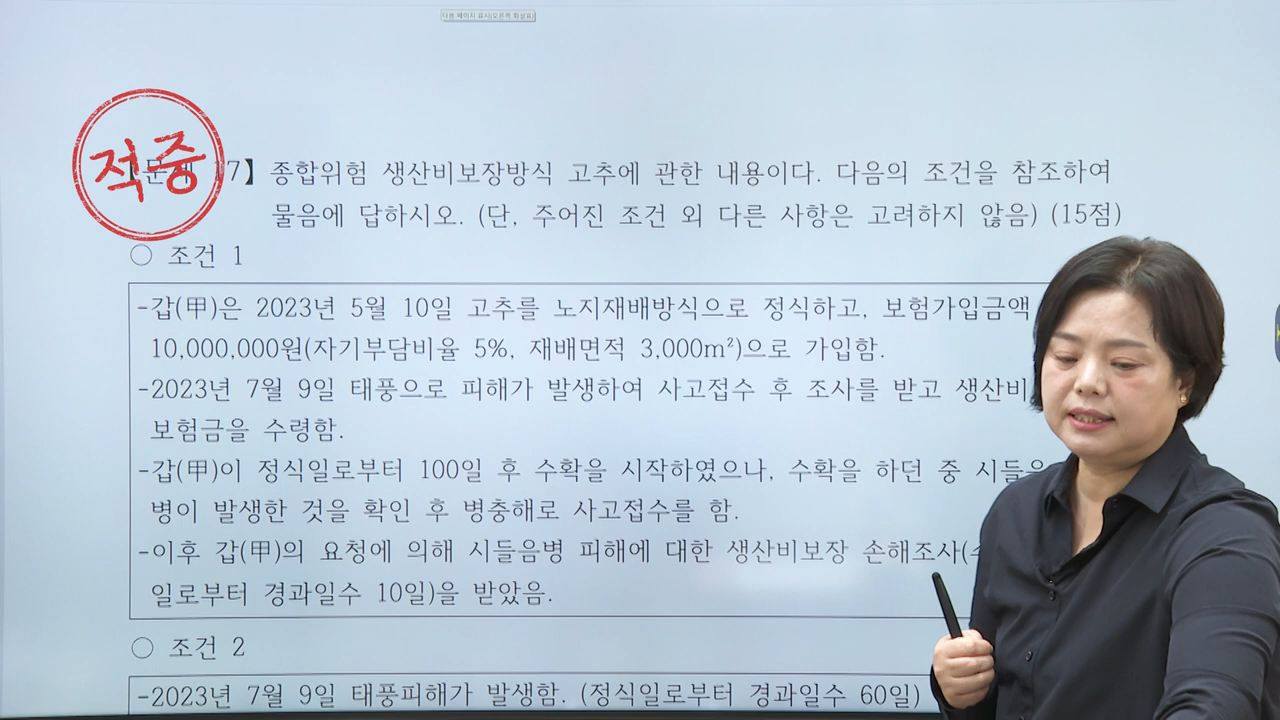 다음 페이지 표시(오른쪽 화살표)
적중
【문제 17】 종합위험 생산비보장방식 고추에 관한 내용이다. 다음의 조건을 참조하여
물음에 답하시오. (단, 주어진 조건 외 다른 사항은 고려하지 않음) (15점)
○ 조건 1
-갑(甲)은 2023년 5월 10일 고추를 노지재배방식으로 정식하고, 보험가입금액
10,000,000원(자기부담비율 5%, 재배면적 3,000m²)으로 가입함.
-2023년 7월 9일 태풍으로 피해가 발생하여 사고접수 후 조사를 받고 생산비
보험금을 수령함.
-갑(甲)이 정식일로부터 100일 후 수확을 시작하였으나, 수확을 하던 중 시들음
병이 발생한 것을 확인 후 병충해로 사고접수를 함.
-이후 갑(甲)의 요청에 의해 시들음병 피해에 대한 생산비보장 손해조사(
일로부터 경과일수 10일)을 받았음.
○ 조건 2
-2023년 7월 9일 태풍피해가 발생함. (정식일로부터 경과일수 60일)